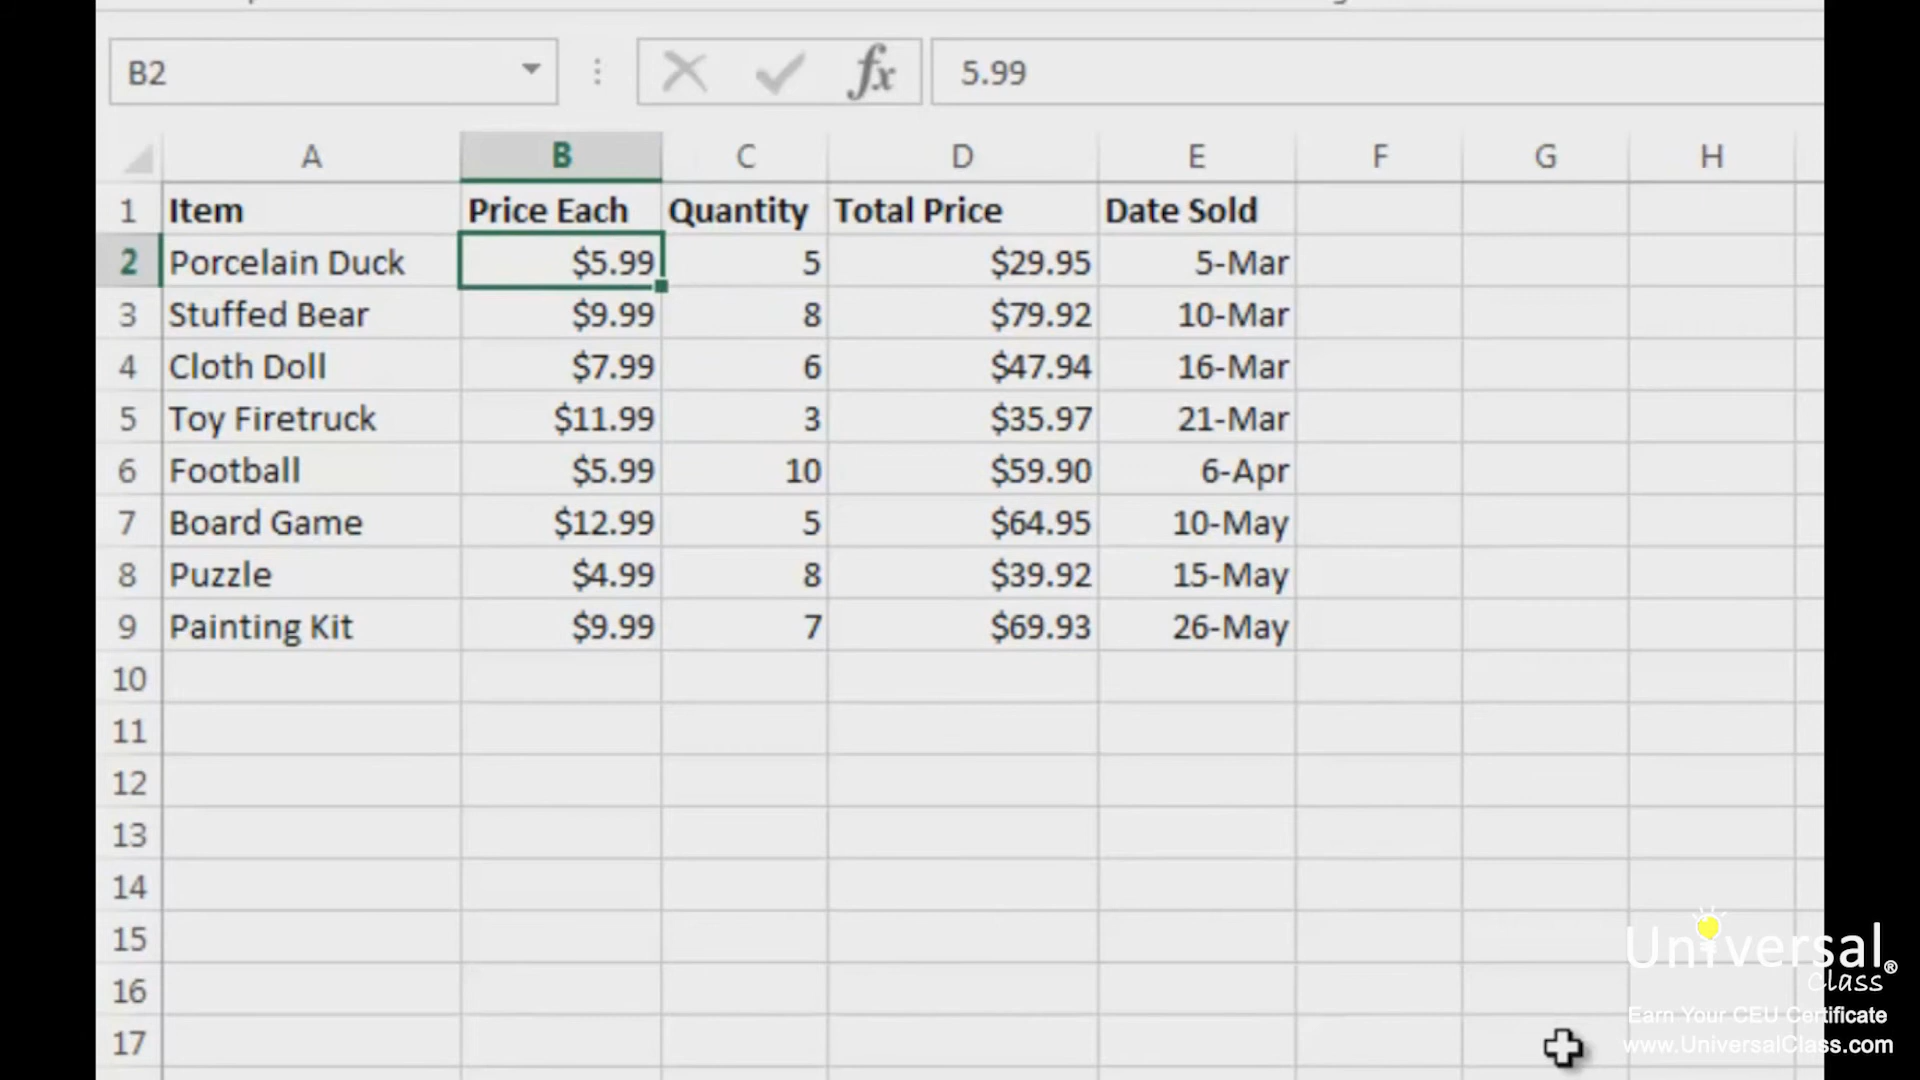 B2 fx 5.99
A B C D E F G H
1 Item Price Each Quantity Total Price Date Sold
2 Porcelain Duck $5.99 5 $29.95 5-Mar
3 Stuffed Bear $9.99 8 $79.92 10-Mar
4 Cloth Doll $7.99 6 $47.94 16-Mar
5 Toy Firetruck $11.99 3 $35.97 21-Mar
6 Football $5.99 10 $59.90 6-Apr
7 Board Game $12.99 5 $64.95 10-May
8 Puzzle $4.99 8 $39.92 15-May
9 Painting Kit $9.99 7 $69.93 26-May
10
11
12
13
14
15
16
17
Universal
Class®
Earn Your CEU Certificate
www.UniversalClass.com